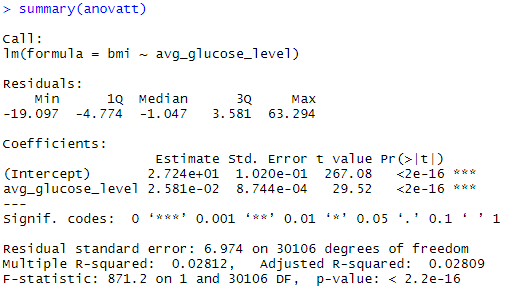 > summary(anovatt)
Call:
lm(formula = bmi ~ avg_glucose_level)
Residuals:
    Min      1Q  Median      3Q     Max
-19.097  -4.774  -1.047   3.581  63.294
Coefficients:
                   Estimate Std. Error t value Pr(>|t|)
(Intercept)       2.724e+01  1.020e-01  267.08   <2e-16 ***
avg_glucose_level 2.581e-02  8.744e-04   29.52   <2e-16 ***
---
Signif. codes:  0 ‘***’ 0.001 ‘**’ 0.01 ‘*’ 0.05 ‘.’ 0.1 ‘ ’ 1
Residual standard error: 6.974 on 30106 degrees of freedom
Multiple R-squared:  0.02812,	Adjusted R-squared:  0.02809
F-statistic: 871.2 on 1 and 30106 DF,  p-value: < 2.2e-16